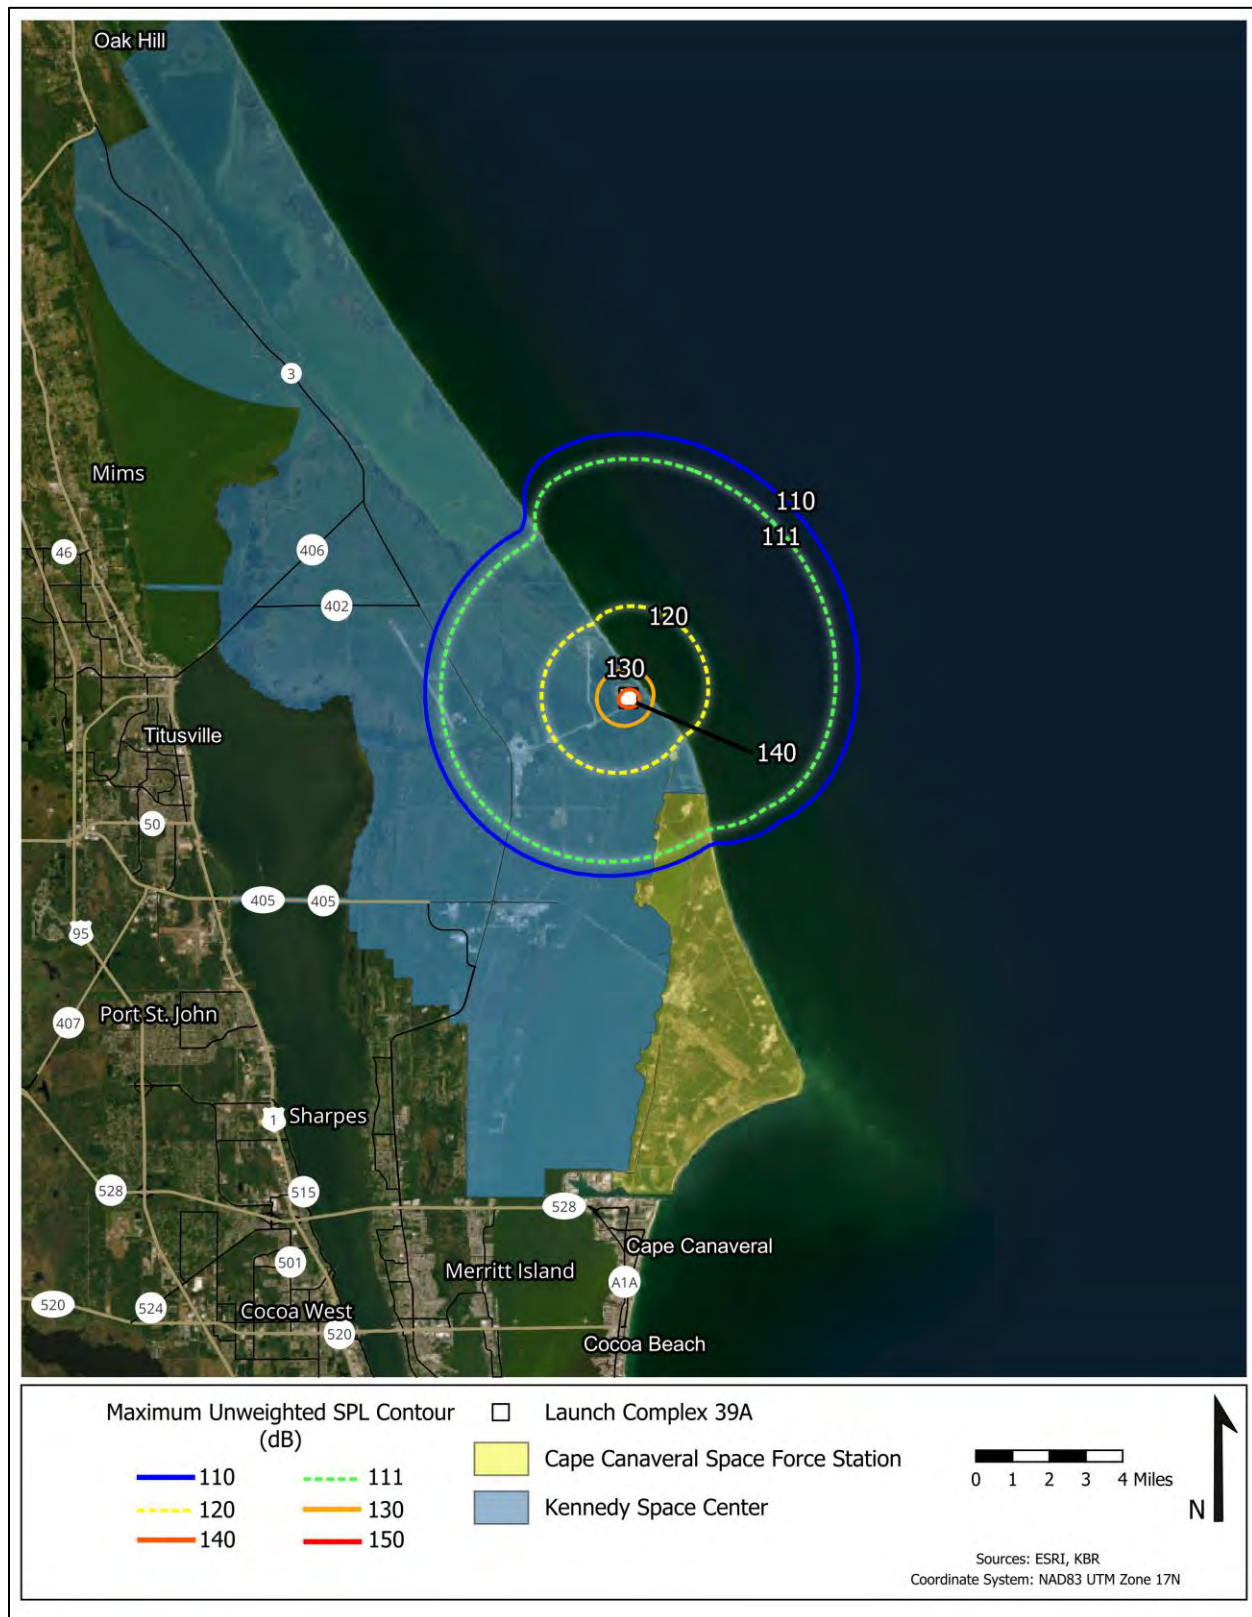 Oak Hill
3
Mims
110
111
46
406
402
120
130
Titusville
140
50
405
405
95
Port St. John
407
1
Sharpes
528
515
528
Cape Canaveral
501
Merritt Island
A1A
520
524
Cocoa West
520
Cocoa Beach
Maximum Unweighted SPL Contour
(dB)
110
111
120
130
140
150
Launch Complex 39A
Cape Canaveral Space Force Station
Kennedy Space Center
0 1 2 3 4 Miles
N
Sources: ESRI, KBR
Coordinate System: NAD83 UTM Zone 17N